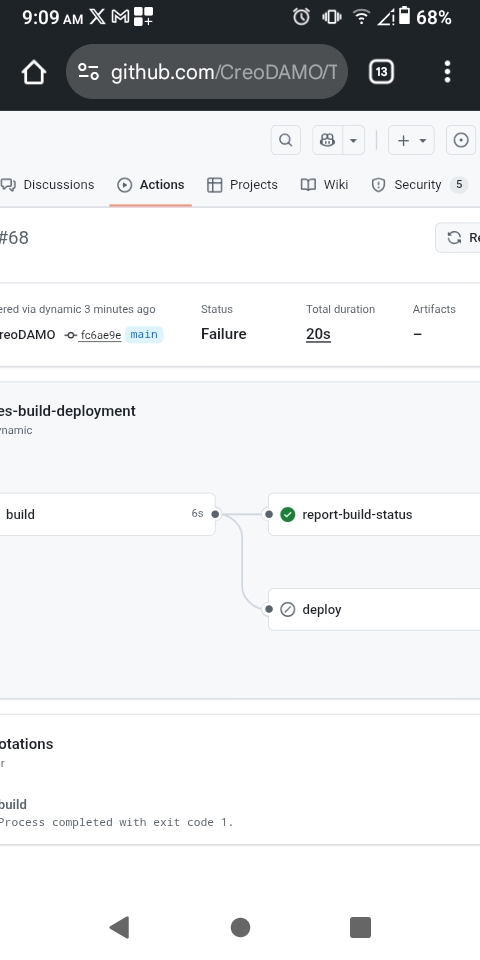 9:09 AM
68%
github.com/CreoDAMO/T
13
Discussions
Actions
Projects
Wiki
Security 5
#68
Re
ered via dynamic 3 minutes ago
Status
Total duration
Artifacts
reoDAMO
fc6ae9e
main
Failure
20s
–
es-build-deployment
ynamic
build
6s
report-build-status
deploy
otations
r
build
Process completed with exit code 1.